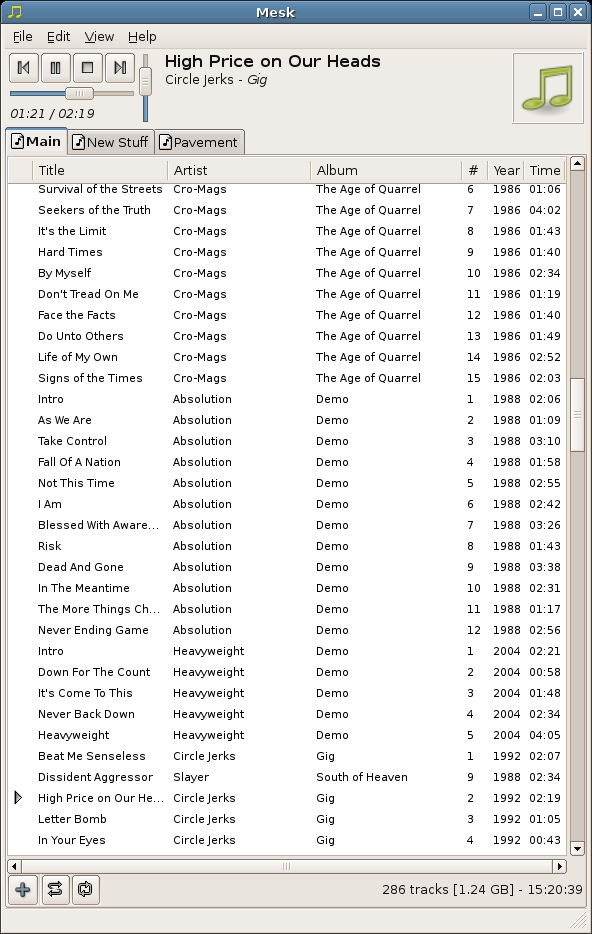 Mesk
File Edit View Help
High Price on Our Heads
Circle Jerks - Gig
01:21 / 02:19
Main New Stuff Pavement
Title Artist Album # Year Time
Survival of the Streets Cro-Mags The Age of Quarrel 6 1986 01:06
Seekers of the Truth Cro-Mags The Age of Quarrel 7 1986 04:02
It's the Limit Cro-Mags The Age of Quarrel 8 1986 01:43
Hard Times Cro-Mags The Age of Quarrel 9 1986 01:40
By Myself Cro-Mags The Age of Quarrel 10 1986 02:34
Don't Tread On Me Cro-Mags The Age of Quarrel 11 1986 01:19
Face the Facts Cro-Mags The Age of Quarrel 12 1986 01:40
Do Unto Others Cro-Mags The Age of Quarrel 13 1986 01:49
Life of My Own Cro-Mags The Age of Quarrel 14 1986 02:52
Signs of the Times Cro-Mags The Age of Quarrel 15 1986 02:03
Intro Absolution Demo 1 1988 02:06
As We Are Absolution Demo 2 1988 01:09
Take Control Absolution Demo 3 1988 03:10
Fall Of A Nation Absolution Demo 4 1988 01:58
Not This Time Absolution Demo 5 1988 02:55
I Am Absolution Demo 6 1988 02:42
Blessed With Aware... Absolution Demo 7 1988 03:26
Risk Absolution Demo 8 1988 01:43
Dead And Gone Absolution Demo 9 1988 03:38
In The Meantime Absolution Demo 10 1988 02:31
The More Things Ch... Absolution Demo 11 1988 01:17
Never Ending Game Absolution Demo 12 1988 02:56
Intro Heavyweight Demo 1 2004 02:21
Down For The Count Heavyweight Demo 2 2004 00:58
It's Come To This Heavyweight Demo 3 2004 01:48
Never Back Down Heavyweight Demo 4 2004 02:34
Heavyweight Heavyweight Demo 5 2004 04:05
Beat Me Senseless Circle Jerks Gig 1 1992 02:07
Dissident Aggressor Slayer South of Heaven 9 1988 02:34
High Price on Our He... Circle Jerks Gig 2 1992 02:19
Letter Bomb Circle Jerks Gig 3 1992 01:05
In Your Eyes Circle Jerks Gig 4 1992 00:43
286 tracks [1.24 GB] - 15:20:39